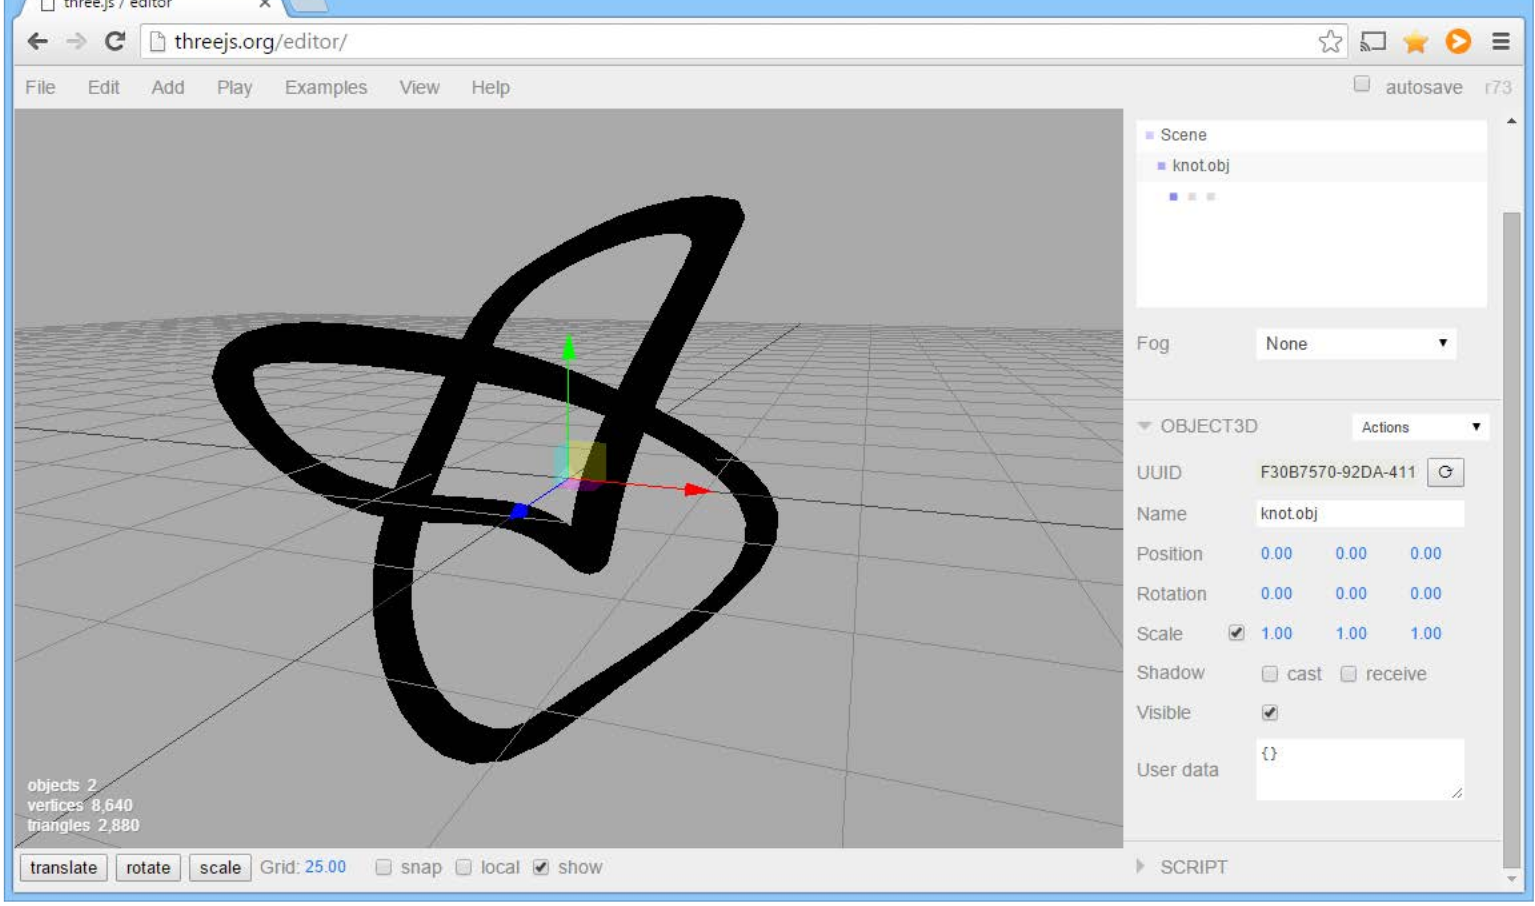 three.js / editor
threejs.org/editor/
File Edit Add Play Examples View Help autosave r73
Scene
knot.obj
Fog None
OBJECT3D Actions
UUID F30B7570-92DA-411
Name knot.obj
Position 0.00 0.00 0.00
Rotation 0.00 0.00 0.00
Scale 1.00 1.00 1.00
Shadow cast receive
Visible
User data {}
objects 2
vertices 8,640
triangles 2,880
translate rotate scale Grid: 25.00 snap local show
SCRIPT